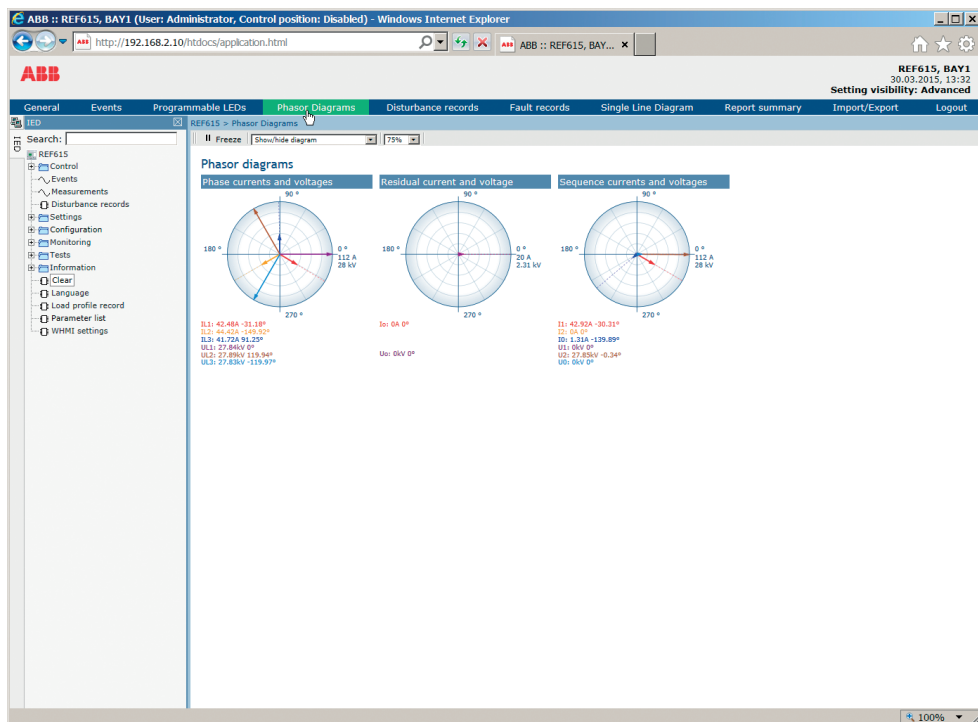 ABB :: REF615, BAY1 (User: Administrator, Control position: Disabled) - Windows Internet Explorer
http://192.168.2.10/htdocs/application.html
ABB :: REF615, BAY...
ABB
REF615, BAY1
30.03.2015, 13:32
Setting visibility: Advanced
General Events Programmable LEDs Phasor Diagrams Disturbance records Fault records Single Line Diagram Report summary Import/Export Logout
IED
IED
REF615 > Phasor Diagrams
Search:
Freeze Show/hide diagram 75%
REF615
Control
Events
Measurements
Disturbance records
Settings
Configuration
Monitoring
Tests
Information
Clear
Language
Load profile record
Parameter list
WHMI settings
Phasor diagrams
Phase currents and voltages
90 °
180 °
0 °
112 A
28 kV
270 °
IL1: 42.48A -31.18°
IL2: 44.42A -149.92°
IL3: 41.72A 91.25°
UL1: 27.84kV 0°
UL2: 27.89kV 119.94°
UL3: 27.83kV -119.97°
Residual current and voltage
90 °
180 °
0 °
20 A
2.31 kV
270 °
Io: 0A 0°
Uo: 0kV 0°
Sequence currents and voltages
90 °
180 °
0 °
112 A
28 kV
270 °
I1: 42.92A -30.31°
I2: 0A 0°
I0: 1.31A -139.89°
U1: 0kV 0°
U2: 27.85kV -0.34°
U0: 0kV 0°
100%